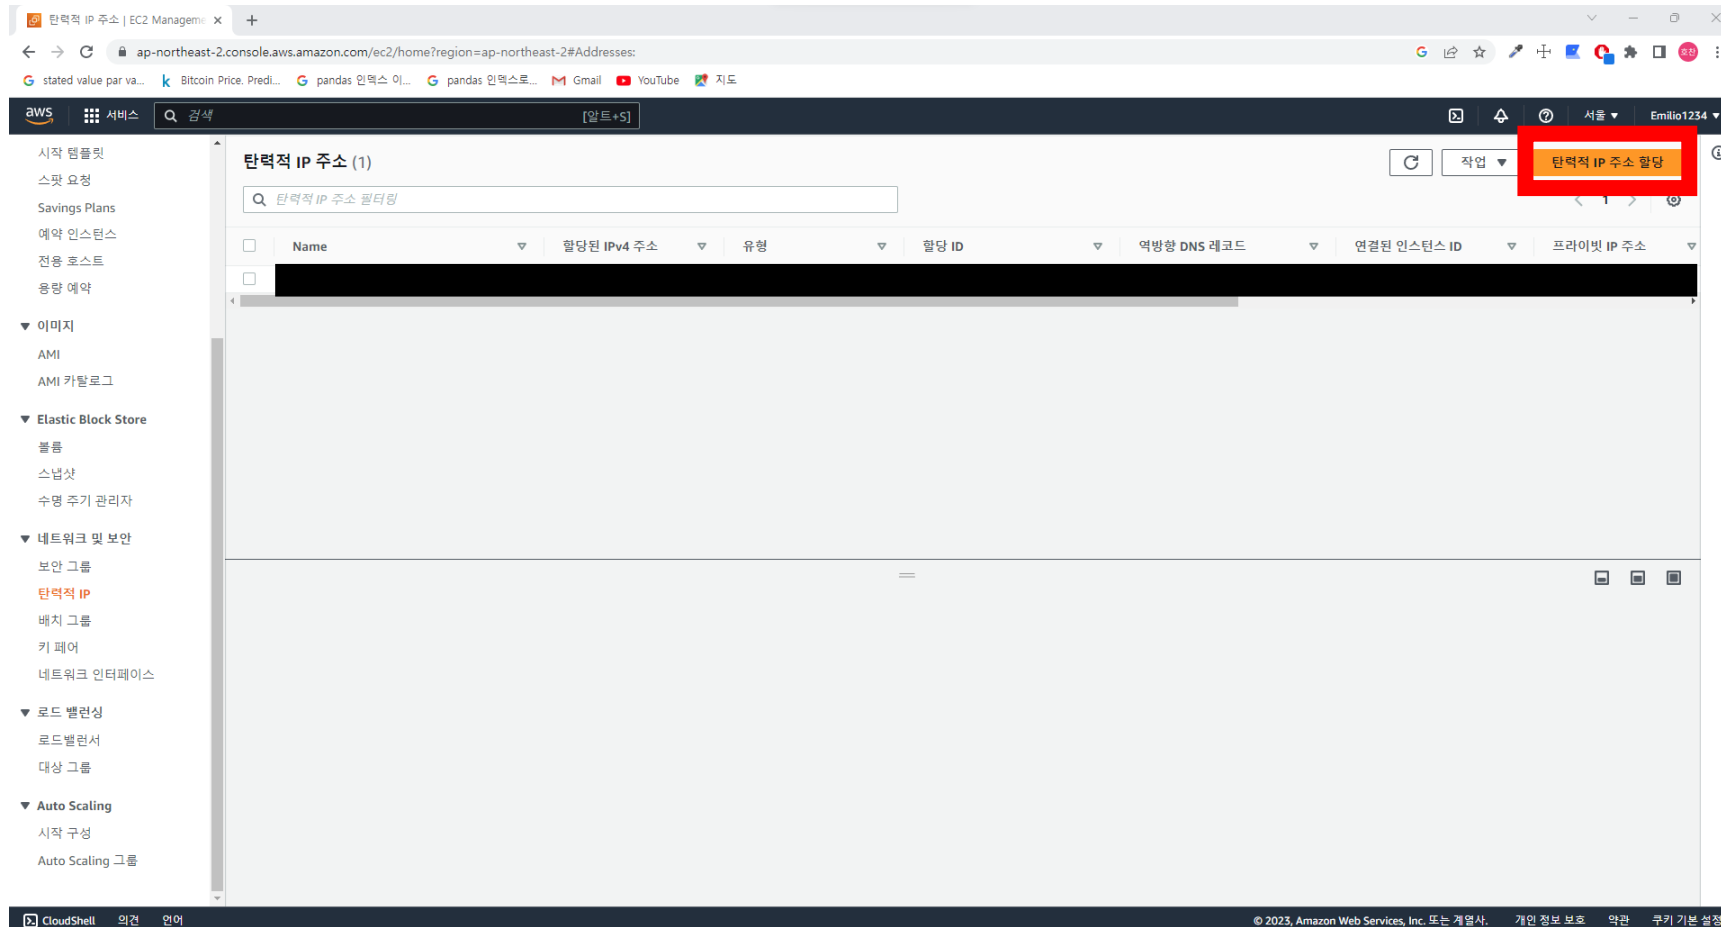 탄력적 IP 주소 | EC2 Manageme
ap-northeast-2.console.aws.amazon.com/ec2/home?region=ap-northeast-2#Addresses:
stated value par va... Bitcoin Price. Predi... pandas 인덱스 이... pandas 인덱스로... Gmail YouTube 지도
aws 서비스 검색 [알트+S] 서울 Emilio1234
시작 템플릿
스팟 요청
Savings Plans
예약 인스턴스
전용 호스트
용량 예약
이미지
AMI
AMI 카탈로그
Elastic Block Store
볼륨
스냅샷
수명 주기 관리자
네트워크 및 보안
보안 그룹
탄력적 IP
배치 그룹
키 페어
네트워크 인터페이스
로드 밸런싱
로드밸런서
대상 그룹
Auto Scaling
시작 구성
Auto Scaling 그룹
탄력적 IP 주소 (1)
작업 탄력적 IP 주소 할당
탄력적 IP 주소 필터링
1
Name 할당된 IPv4 주소 유형 할당 ID 역방향 DNS 레코드 연결된 인스턴스 ID 프라이빗 IP 주소
CloudShell 의견 언어 © 2023, Amazon Web Services, Inc. 또는 계열사. 개인 정보 보호 약관 쿠키 기본 설정